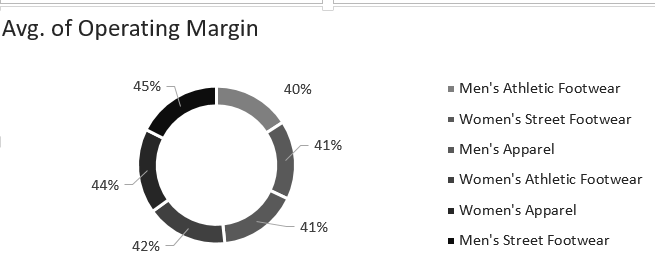 Avg. of Operating Margin
45%
40%
41%
44%
41%
42%
Men's Athletic Footwear
Women's Street Footwear
Men's Apparel
Women's Athletic Footwear
Women's Apparel
Men's Street Footwear